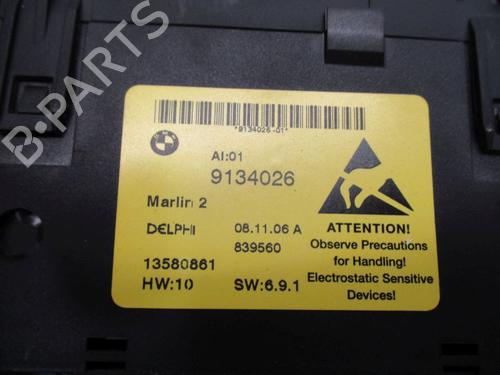 B-PARTS
*9134026-01*
AI:01
9134026
Marlin 2
DELPHI
08.11.06 A
839560
13580861
HW:10
SW:6.9.1
ATTENTION!
Observe Precautions
for Handling!
Electrostatic Sensitive
Devices!